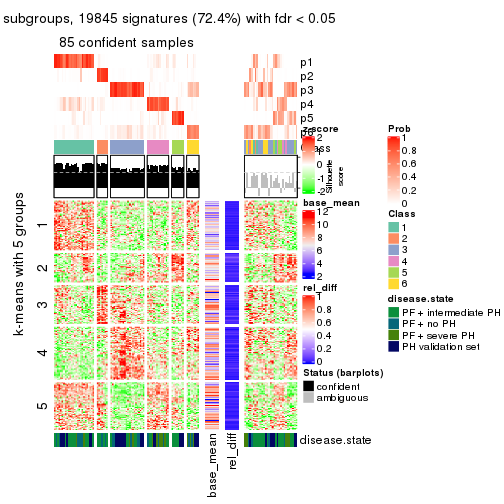 subgroups, 19845 signatures (72.4%) with fdr < 0.05
85 confident samples
p1
p2
p3
p4
p5
p6
Class
Silhouette
score
z-score
2
1
0
-1
-2
base_mean
12
10
8
6
4
2
rel_diff
1
0.8
0.6
0.4
0.2
0
Status (barplots)
confident
ambiguous
Prob
1
0.8
0.6
0.4
0.2
0
Class
1
2
3
4
5
6
disease.state
PF+ intermediate PH
PF+ no PH
PF+ severe PH
PH validation set
k-means with 5 groups
1
2
3
4
5
disease.state
base_mean
rel_diff